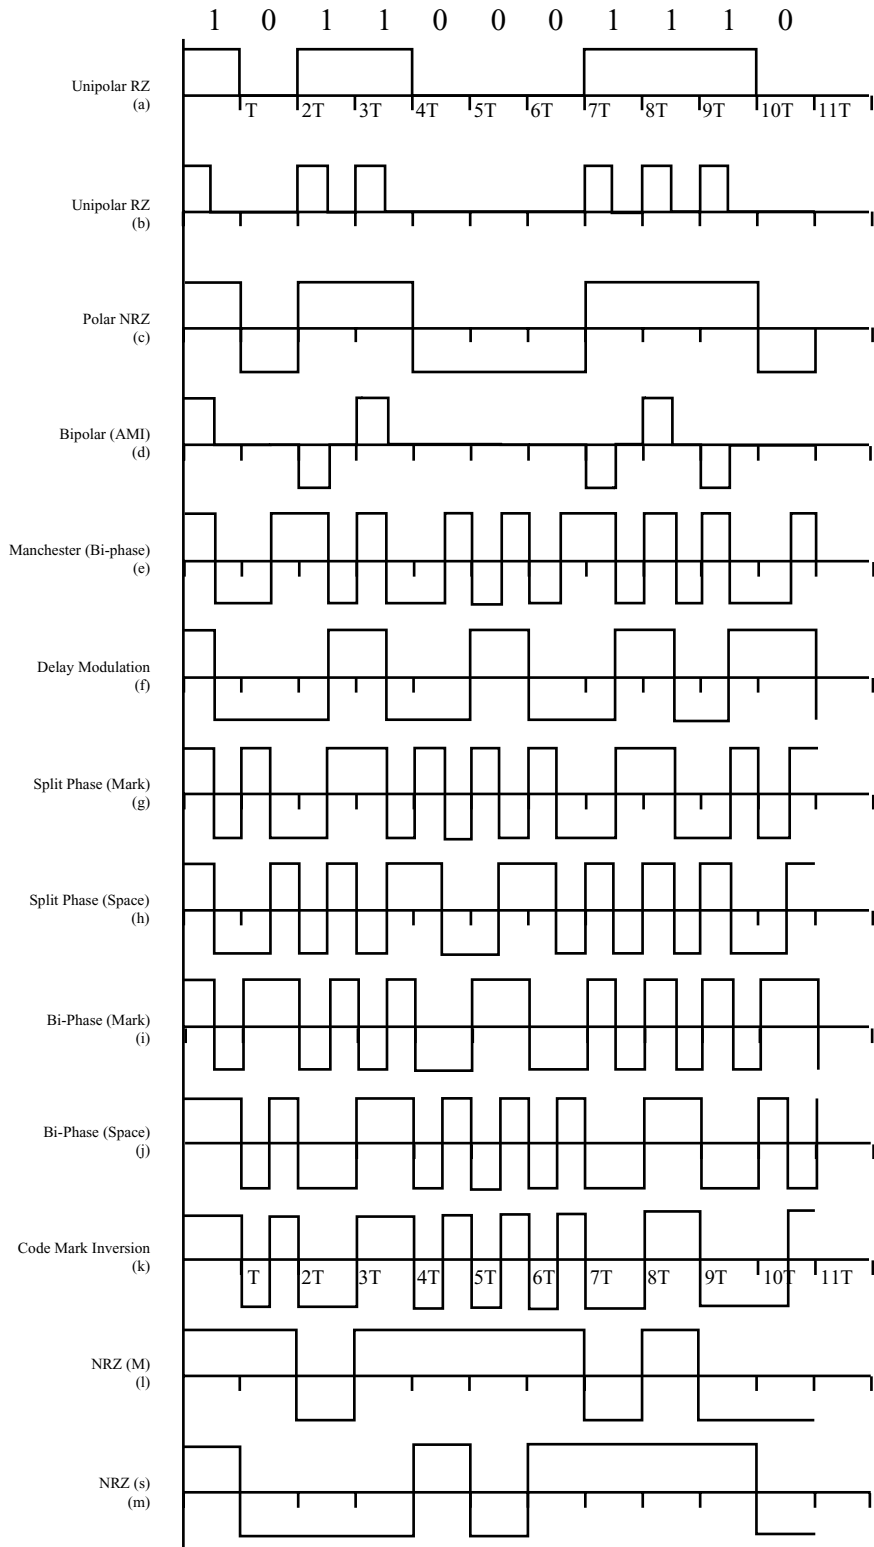 1 0 1 1 0 0 0 1 1 1 0
Unipolar RZ
(a)
T 2T 3T 4T 5T 6T 7T 8T 9T 10T 11T
Unipolar RZ
(b)
Polar NRZ
(c)
Bipolar (AMI)
(d)
Manchester (Bi-phase)
(e)
Delay Modulation
(f)
Split Phase (Mark)
(g)
Split Phase (Space)
(h)
Bi-Phase (Mark)
(i)
Bi-Phase (Space)
(j)
Code Mark Inversion
(k)
T 2T 3T 4T 5T 6T 7T 8T 9T 10T 11T
NRZ (M)
(l)
NRZ (s)
(m)